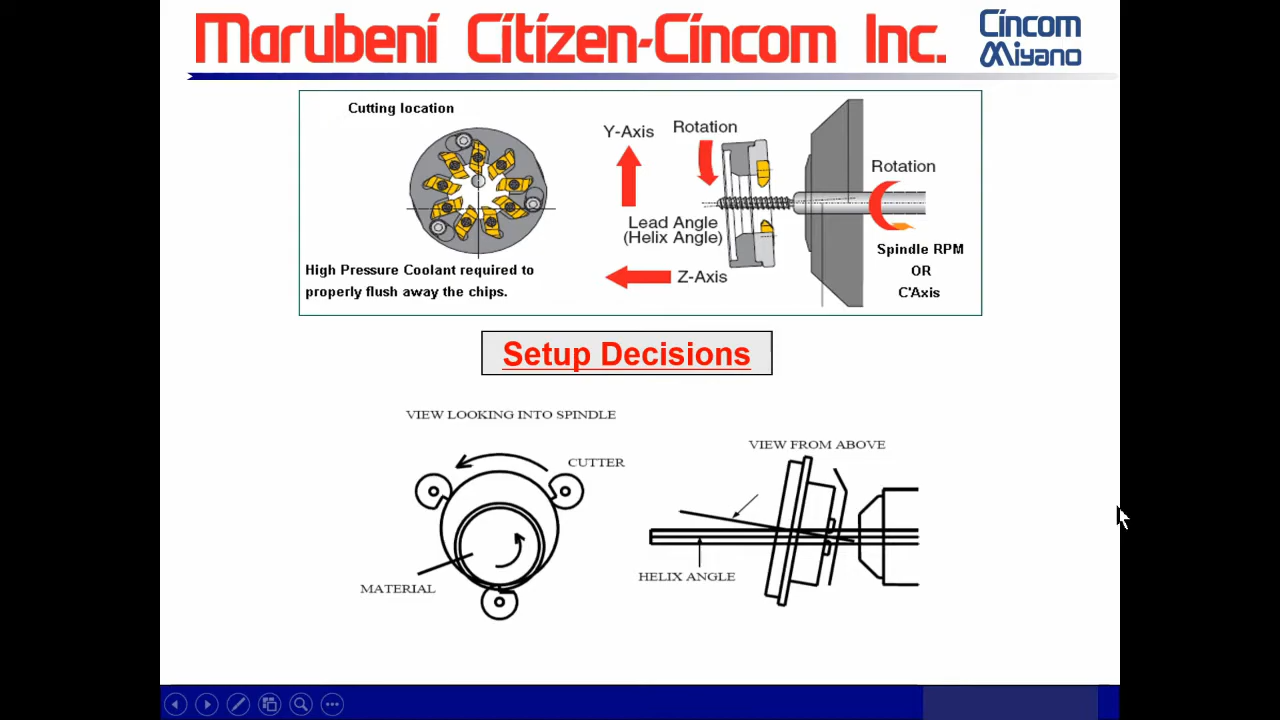 Marubeni Citizen-Cincom Inc.
Cincom
Miyano
Cutting location
High Pressure Coolant required to
properly flush away the chips.
Y-Axis
Rotation
Lead Angle
(Helix Angle)
Z-Axis
Rotation
Spindle RPM
OR
C'Axis
Setup Decisions
VIEW LOOKING INTO SPINDLE
CUTTER
MATERIAL
VIEW FROM ABOVE
HELIX ANGLE